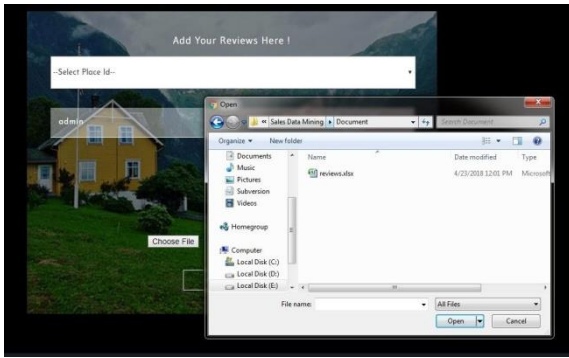 Add Your Reviews Here !
--Select Place Id--
admin
Choose File
Open
« Sales Data Mining ▸ Document
Search Document
Organize ▾ New folder
Name Date modified Type
Documents
Music
Pictures
Subversion
Videos
Homegroup
Computer
Local Disk (C:)
Local Disk (D:)
Local Disk (E:)
reviews.xlsx 4/23/2018 12:01 PM Microsoft
File name: All Files
Open Cancel